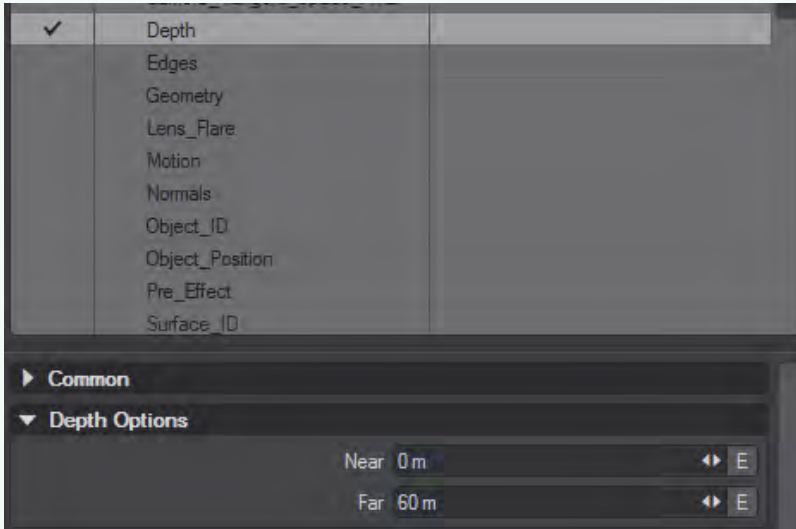 Depth
Edges
Geometry
Lens_Flare
Motion
Normals
Object_ID
Object_Position
Pre_Effect
Surface_ID
Common
Depth Options
Near 0 m E
Far 60 m E